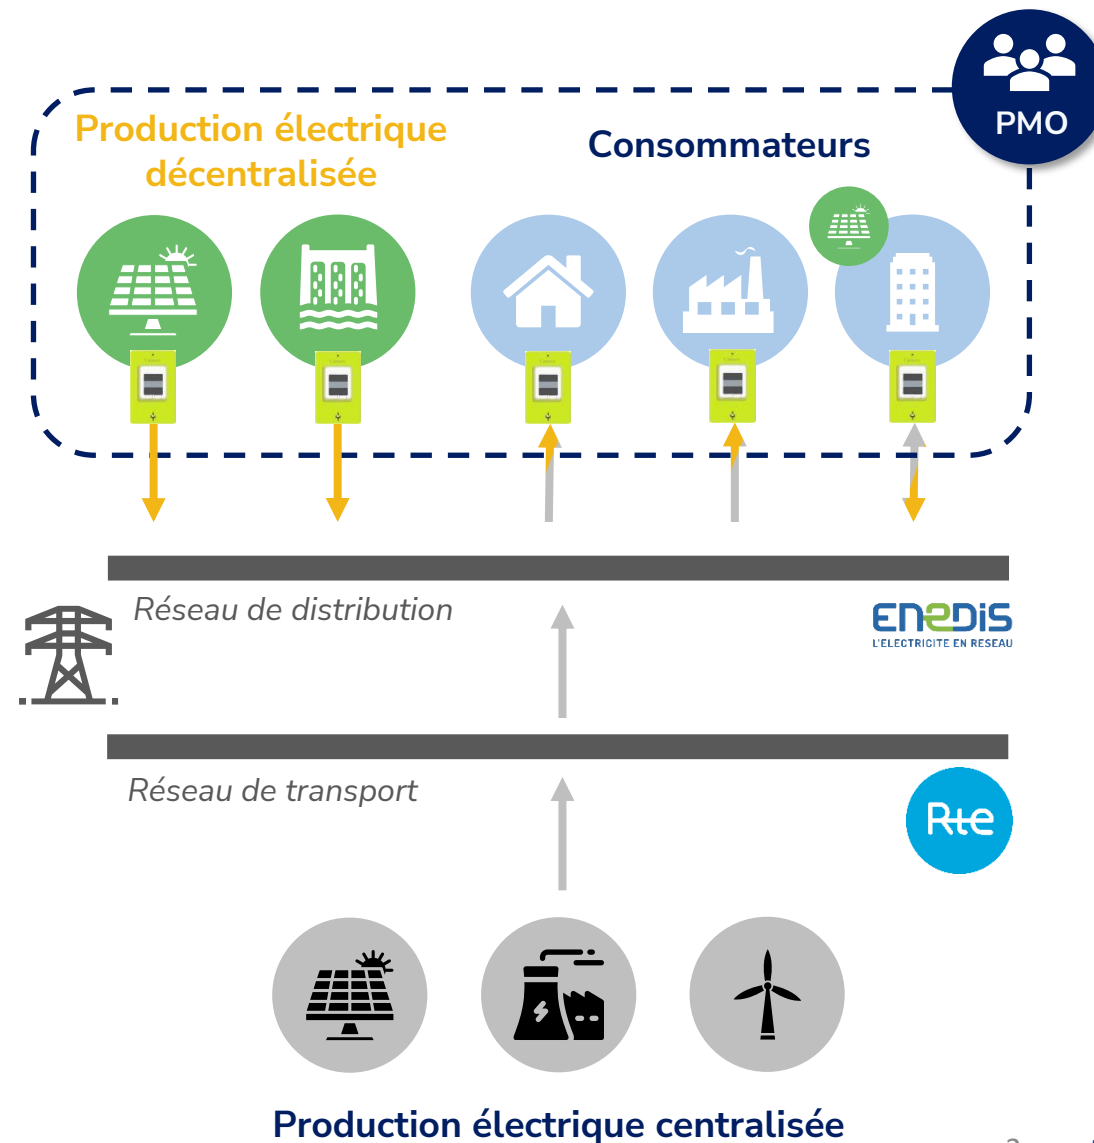 PMO
Production électrique
décentralisée
Consommateurs
Réseau de distribution
ENEDIS
L'ELECTRICITE EN RESEAU
Réseau de transport
Rte
Production électrique centralisée